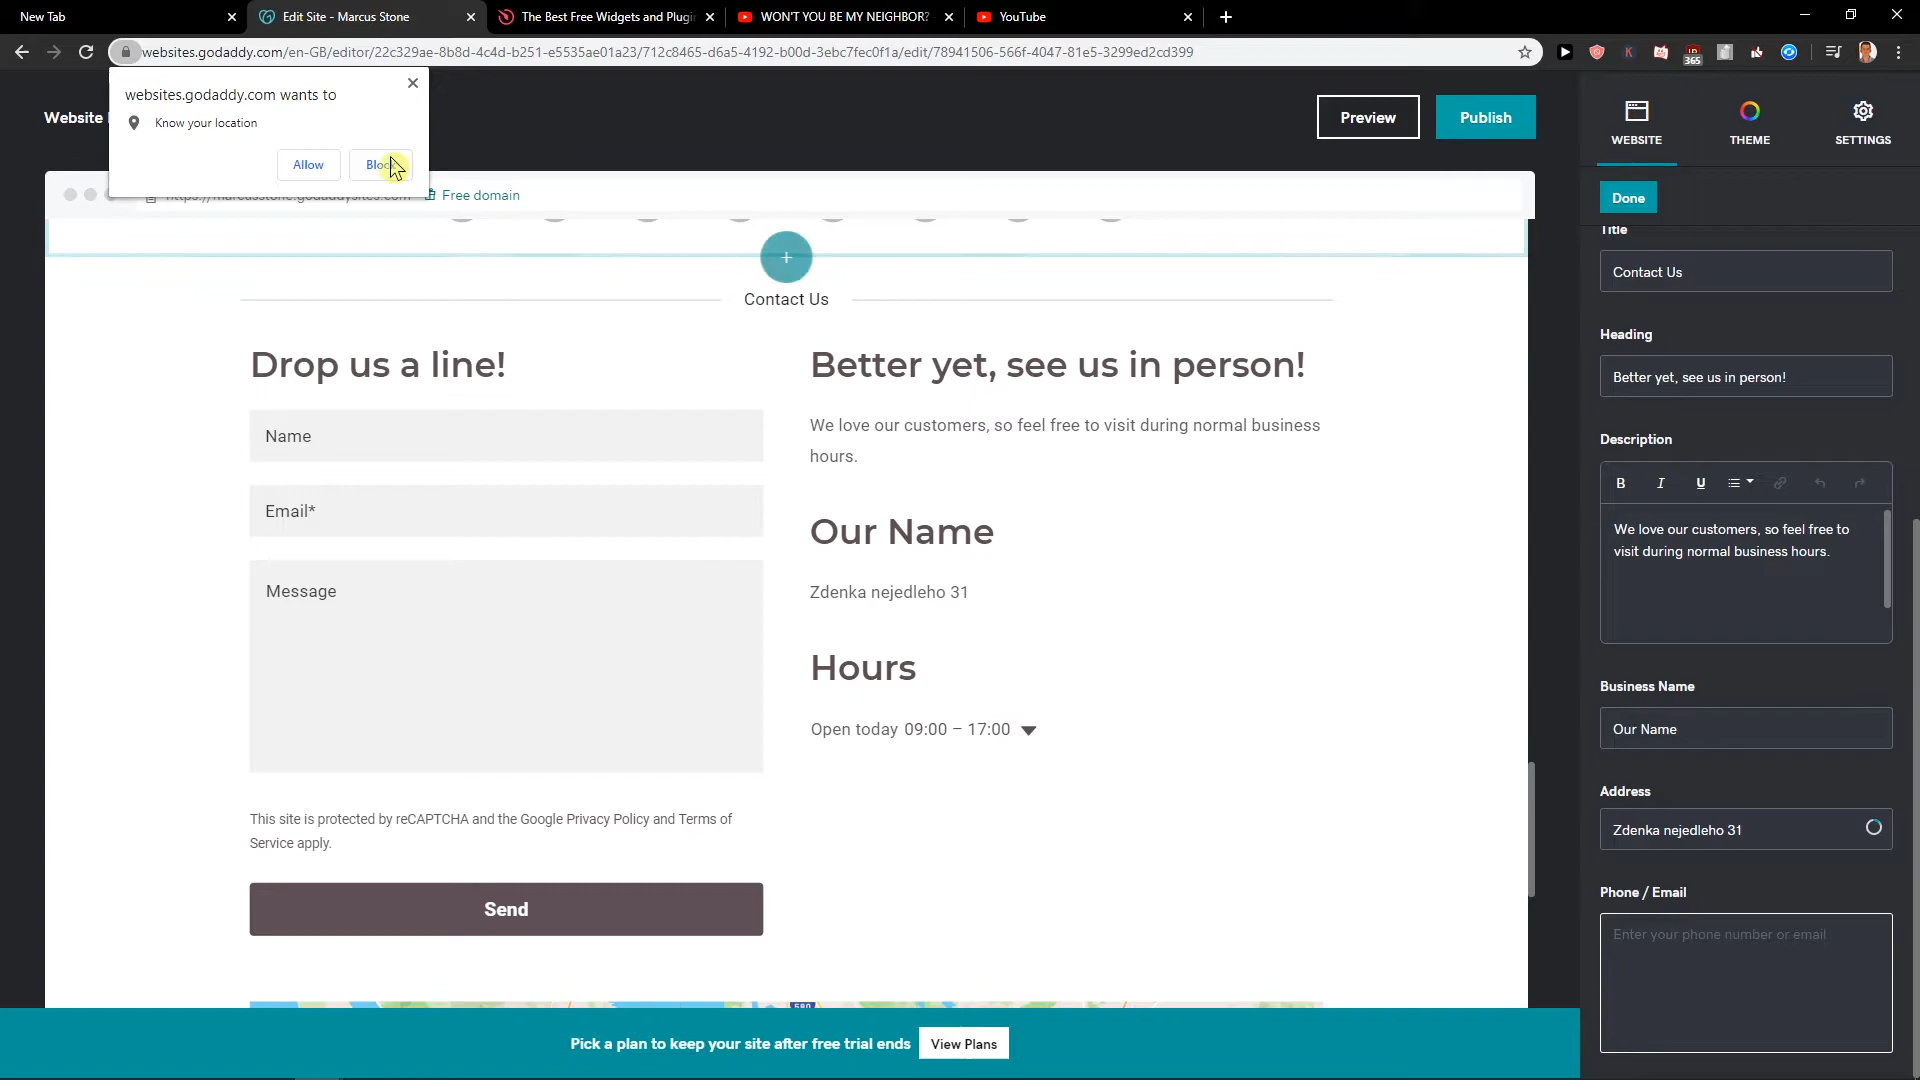 New Tab
Edit Site - Marcus Stone
The Best Free Widgets and Plugin
WON'T YOU BE MY NEIGHBOR?
YouTube
websites.godaddy.com/en-GB/editor/22c329ae-8b8d-4c4d-b251-e5535ae01a23/712c8465-d6a5-4192-b00d-3ebc7fec0f1a/edit/78941506-566f-4047-81e5-3299ed2cd399
365
websites.godaddy.com wants to
Know your location
Allow
Block
Website
Preview
Publish
WEBSITE
THEME
SETTINGS
https://marcusstone.godaddysites.com
Free domain
Done
Title
Contact Us
Heading
Better yet, see us in person!
Description
B I U
We love our customers, so feel free to
visit during normal business hours.
Business Name
Our Name
Address
Zdenka nejedleho 31
Phone / Email
Enter your phone number or email
Contact Us
Drop us a line!
Name
Email*
Message
This site is protected by reCAPTCHA and the Google Privacy Policy and Terms of
Service apply.
Send
Better yet, see us in person!
We love our customers, so feel free to visit during normal business
hours.
Our Name
Zdenka nejedleho 31
Hours
Open today 09:00 – 17:00
580
Pick a plan to keep your site after free trial ends
View Plans